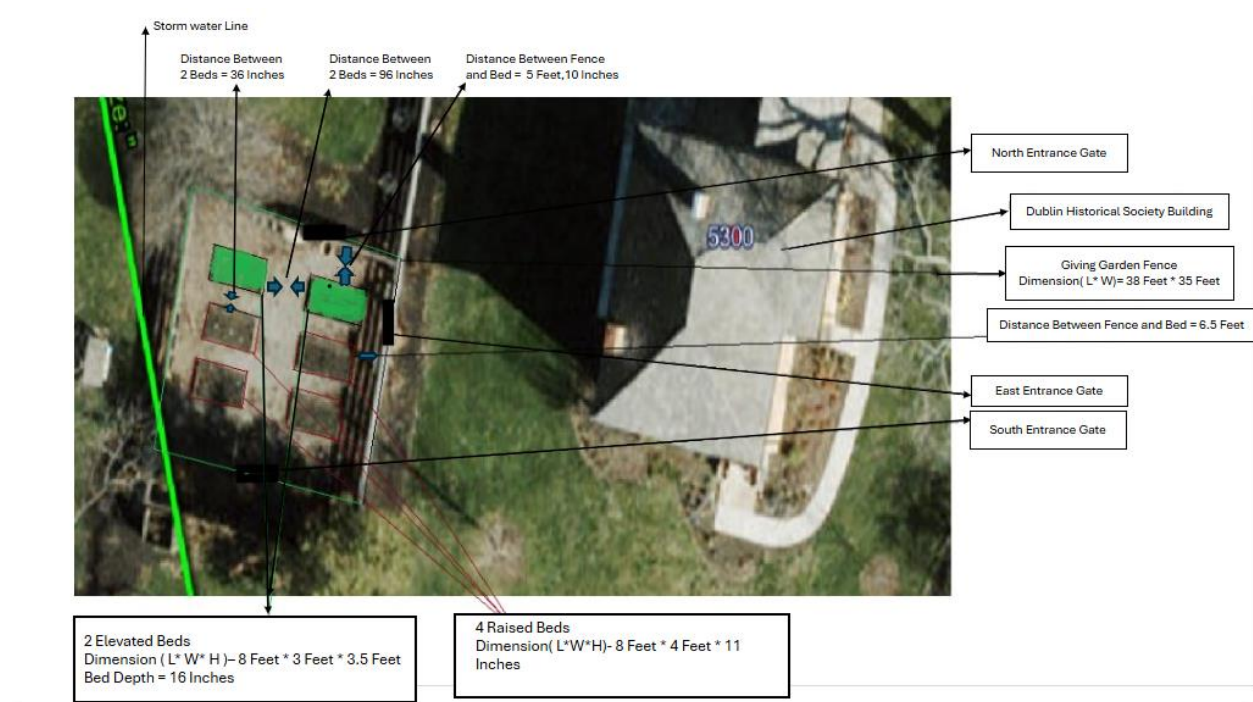 Storm water Line
Distance Between
2 Beds = 36 Inches
Distance Between
2 Beds = 96 Inches
Distance Between Fence
and Bed = 5 Feet,10 Inches
ze: "
North Entrance Gate
Dublin Historical Society Building
5300
Giving Garden Fence
Dimension( L* W)= 38 Feet * 35 Feet
Distance Between Fence and Bed = 6.5 Feet
East Entrance Gate
South Entrance Gate
2 Elevated Beds
Dimension ( L* W* H )– 8 Feet * 3 Feet * 3.5 Feet
Bed Depth = 16 Inches
4 Raised Beds
Dimension( L*W*H)- 8 Feet * 4 Feet * 11
Inches